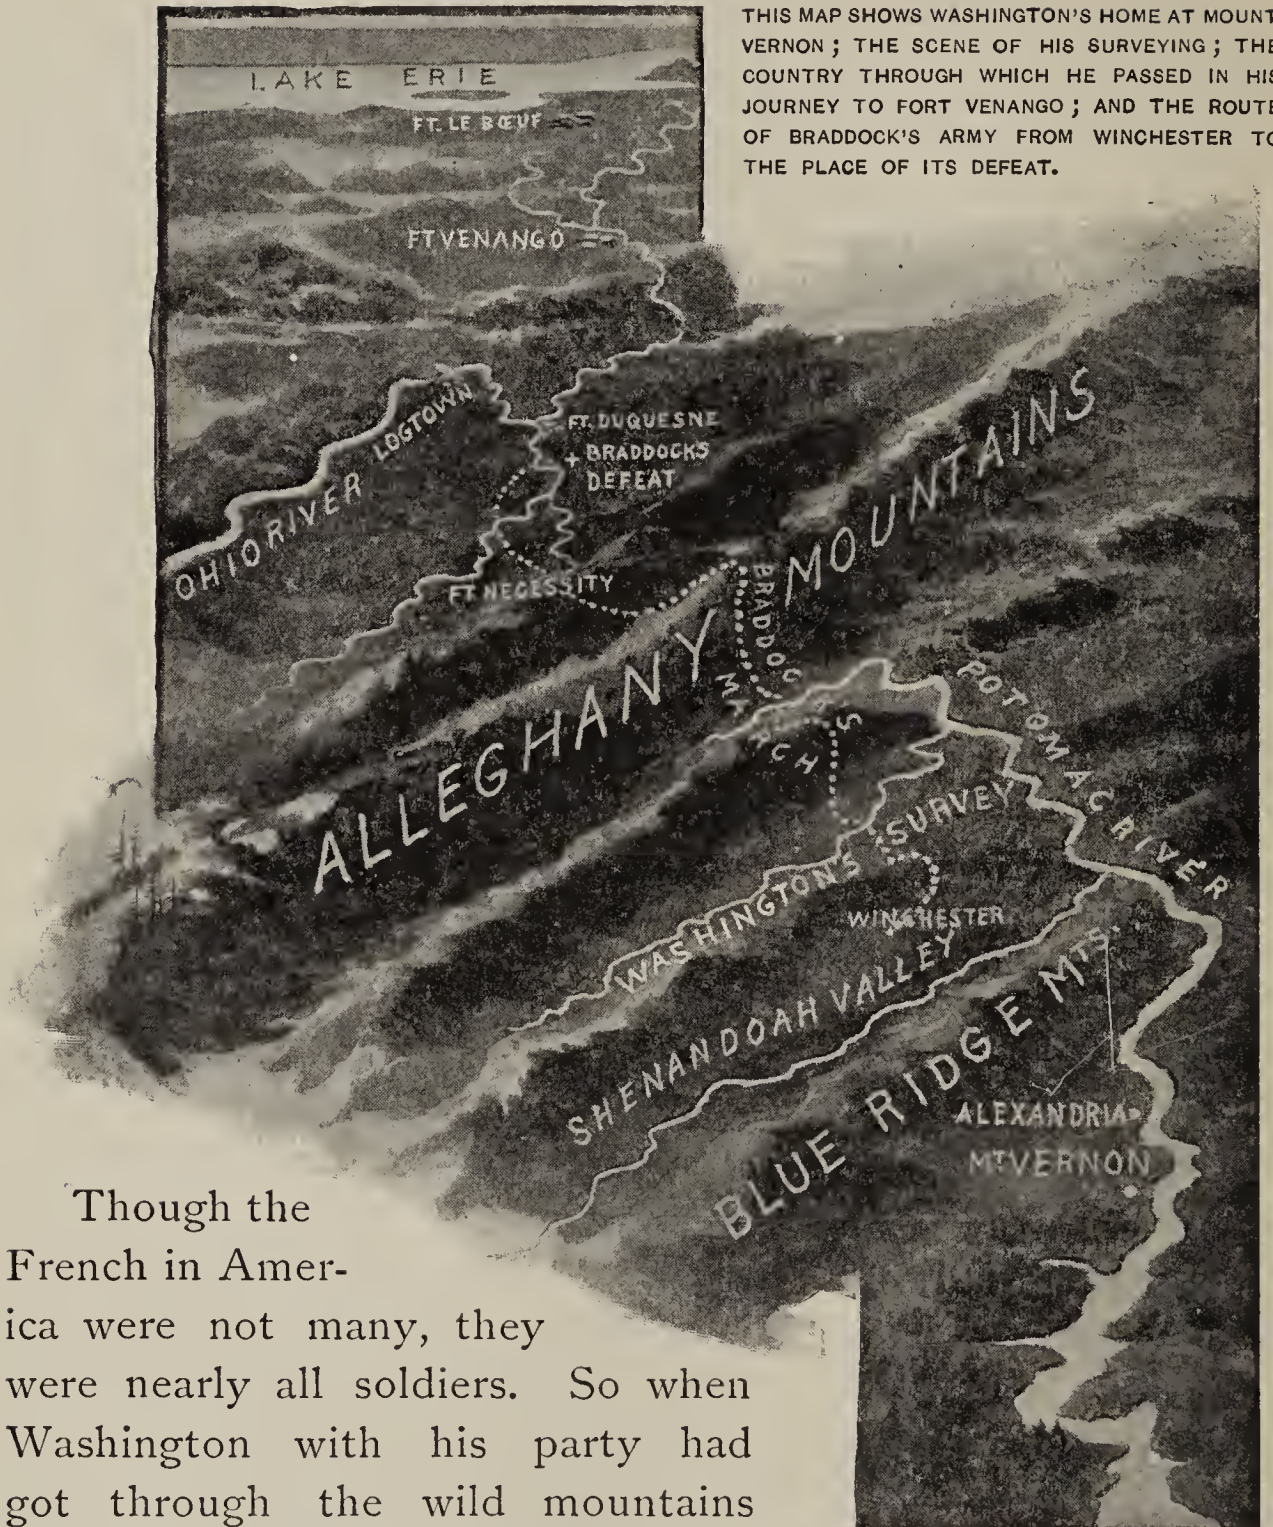 THIS MAP SHOWS WASHINGTON'S HOME AT MOUNT
VERNON; THE SCENE OF HIS SURVEYING; THE
COUNTRY THROUGH WHICH HE PASSED IN HIS
JOURNEY TO FORT VENANGO; AND THE ROUTE
OF BRADDOCK'S ARMY FROM WINCHESTER TO
THE PLACE OF ITS DEFEAT.
LAKE ERIE
FT. LE BŒUF
FT VENANGO
LOGTOWN
OHIO RIVER
FT. DUQUESNE
+ BRADDOCKS
DEFEAT
FT NECESSITY
ALLEGHANY MOUNTAINS
BRADDOCKS
MARCH
POTOMAC RIVER
WASHINGTON'S SURVEY
WINCHESTER
SHENANDOAH VALLEY
BLUE RIDGE MTS.
ALEXANDRIA
MT VERNON
Though the
French in Amer-
ica were not many, they
were nearly all soldiers. So when
Washington with his party had
got through the wild mountains